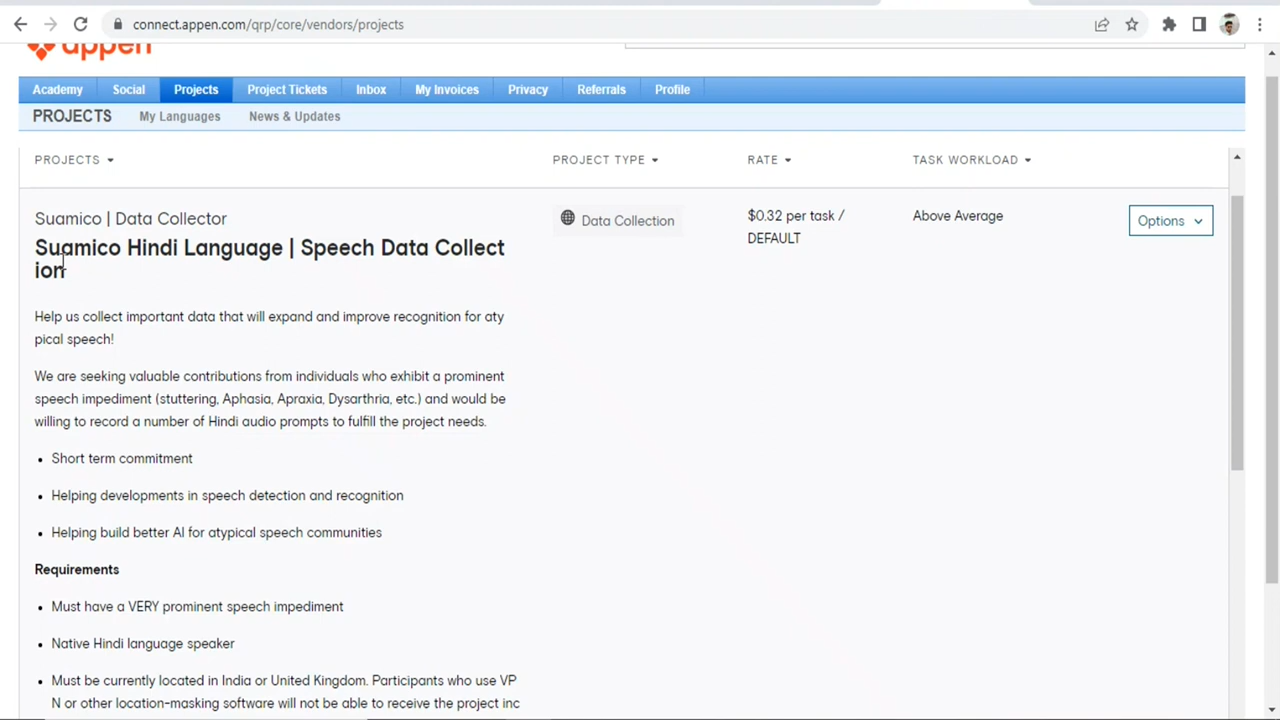 connect.appen.com/qrp/core/vendors/projects
appen
Academy Social Projects Project Tickets Inbox My Invoices Privacy Referrals Profile
PROJECTS My Languages News & Updates
PROJECTS PROJECT TYPE RATE TASK WORKLOAD
Suamico | Data Collector
Data Collection
$0.32 per task /
DEFAULT
Above Average
Options
Suamico Hindi Language | Speech Data Collect
ion
Help us collect important data that will expand and improve recognition for aty
pical speech!
We are seeking valuable contributions from individuals who exhibit a prominent
speech impediment (stuttering, Aphasia, Apraxia, Dysarthria, etc.) and would be
willing to record a number of Hindi audio prompts to fulfill the project needs.
• Short term commitment
• Helping developments in speech detection and recognition
• Helping build better AI for atypical speech communities
Requirements
• Must have a VERY prominent speech impediment
• Native Hindi language speaker
• Must be currently located in India or United Kingdom. Participants who use VP
N or other location-masking software will not be able to receive the project inc